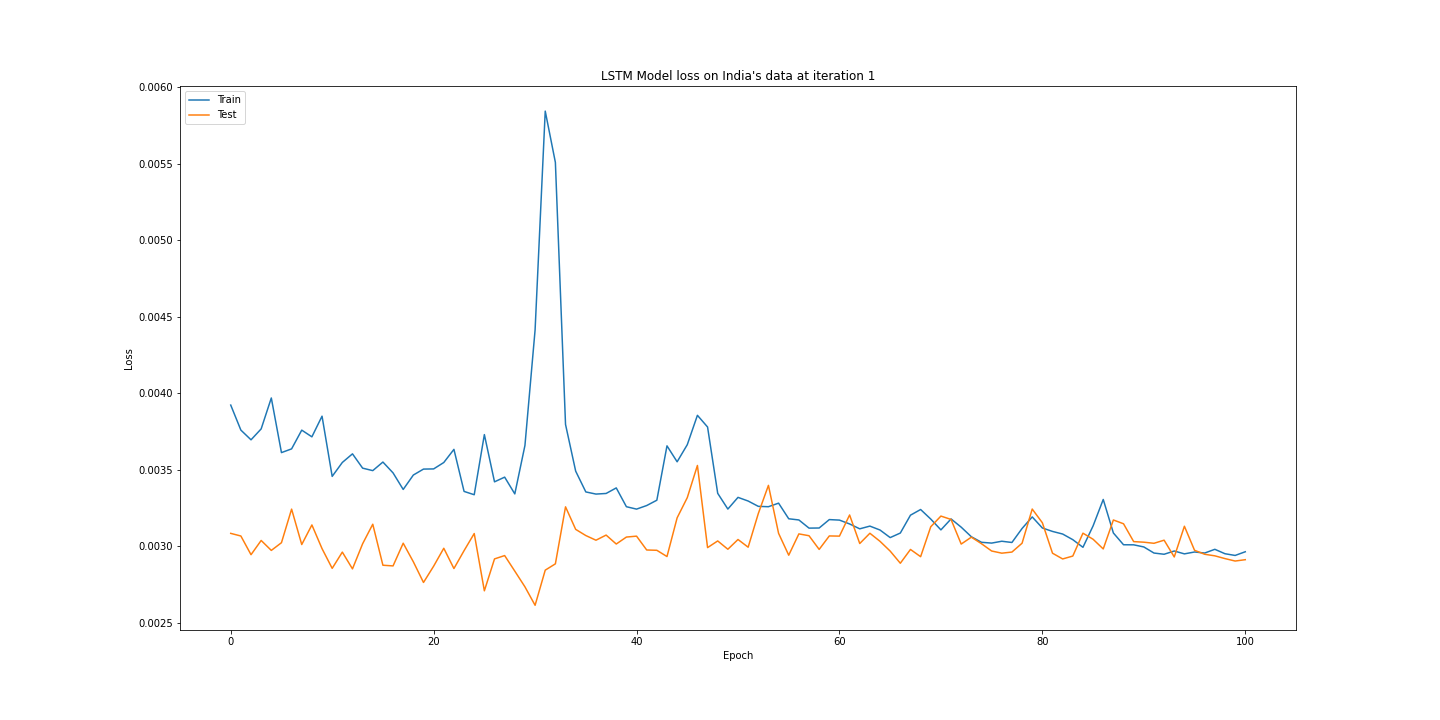 LSTM Model loss on India's data at iteration 1
Train
Test
0.0060
0.0055
0.0050
0.0045
0.0040
0.0035
0.0030
0.0025
Loss
0 20 40 60 80 100
Epoch